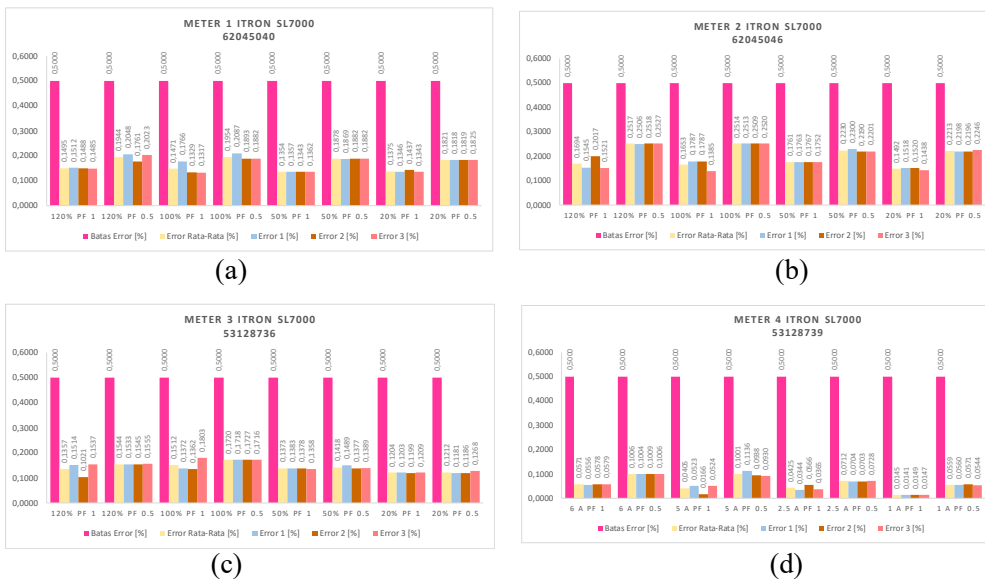 METER 1 ITRON SL7000
62045040
0,6000
0,5000
0,4000
0,3000
0,2000
0,1000
0,0000
0,5000 0,1495 0,1512 0,1488 0,1485
0,5000 0,1944 0,2048 0,1761 0,2023
0,5000 0,1471 0,1766 0,1329 0,1317
0,5000 0,1954 0,2087 0,1893 0,1882
0,5000 0,1354 0,1357 0,1343 0,1362
0,5000 0,1878 0,1869 0,1882 0,1882
0,5000 0,1375 0,1346 0,1437 0,1343
0,5000 0,1821 0,1818 0,1819 0,1825
120% PF 1 120% PF 0.5 100% PF 1 100% PF 0.5 50% PF 1 50% PF 0.5 20% PF 1 20% PF 0.5
Batas Error [%] Error Rata-Rata [%] Error 1 [%] Error 2 [%] Error 3 [%]
(a)
METER 2 ITRON SL7000
62045046
0,6000
0,5000
0,4000
0,3000
0,2000
0,1000
0,0000
0,5000 0,1694 0,1545 0,2017 0,1521
0,5000 0,2517 0,2506 0,2518 0,2527
0,5000 0,1653 0,1787 0,1787 0,1385
0,5000 0,2514 0,2513 0,2509 0,2520
0,5000 0,1761 0,1763 0,1767 0,1752
0,5000 0,2230 0,2300 0,2190 0,2201
0,5000 0,1492 0,1518 0,1520 0,1438
0,5000 0,2213 0,2198 0,2196 0,2246
120% PF 1 120% PF 0.5 100% PF 1 100% PF 0.5 50% PF 1 50% PF 0.5 20% PF 1 20% PF 0.5
Batas Error [%] Error Rata-Rata [%] Error 1 [%] Error 2 [%] Error 3 [%]
(b)
METER 3 ITRON SL7000
53128736
0,6000
0,5000
0,4000
0,3000
0,2000
0,1000
0,0000
0,5000 0,1357 0,1514 0,1021 0,1537
0,5000 0,1544 0,1533 0,1545 0,1555
0,5000 0,1512 0,1372 0,1362 0,1803
0,5000 0,1720 0,1718 0,1727 0,1716
0,5000 0,1373 0,1383 0,1378 0,1358
0,5000 0,1418 0,1489 0,1377 0,1389
0,5000 0,1204 0,1203 0,1199 0,1209
0,5000 0,1212 0,1181 0,1186 0,1268
120% PF 1 120% PF 0.5 100% PF 1 100% PF 0.5 50% PF 1 50% PF 0.5 20% PF 1 20% PF 0.5
Batas Error [%] Error Rata-Rata [%] Error 1 [%] Error 2 [%] Error 3 [%]
(c)
METER 4 ITRON SL7000
53128739
0,6000
0,5000
0,4000
0,3000
0,2000
0,1000
0,0000
0,5000 0,0571 0,0556 0,0578 0,0579
0,5000 0,1006 0,1004 0,1009 0,1006
0,5000 0,0405 0,0523 0,0166 0,0524
0,5000 0,1001 0,1136 0,0938 0,0930
0,5000 0,0425 0,0344 0,0566
0,5000 0,0712 0,0704 0,0703 0,0728
0,5000 0,0145 0,0141 0,0149 0,0147
0,5000 0,0559 0,0560 0,0571 0,0544
6 A PF 1 6 A PF 0.5 5 A PF 1 5 A PF 0.5 2.5 A PF 1 2.5 A PF 0.5 1 A PF 1 1 A PF 0.5
Batas Error [%] Error Rata-Rata [%] Error 1 [%] Error 2 [%] Error 3 [%]
(d)